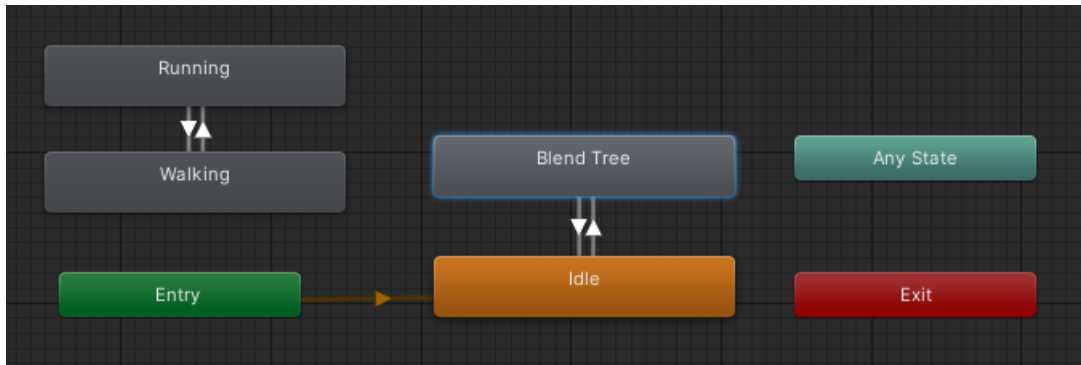 Running
Walking
Blend Tree
Any State
Entry
Idle
Exit